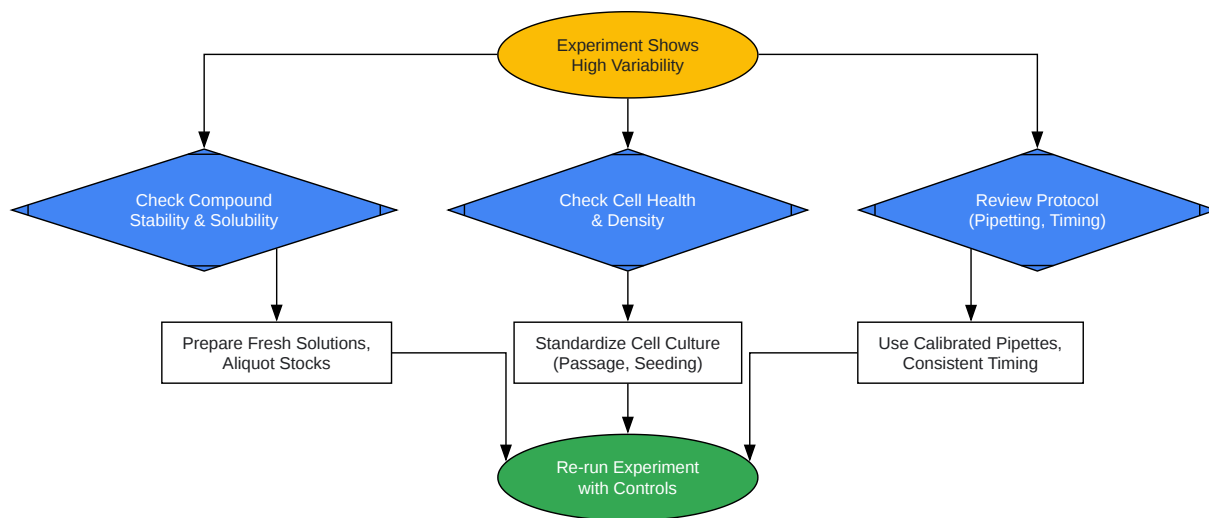 Experiment Shows
High Variability
Check Compound
Stability & Solubility
Check Cell Health
& Density
Review Protocol
(Pipetting, Timing)
Prepare Fresh Solutions,
Aliquot Stocks
Standardize Cell Culture
(Passage, Seeding)
Use Calibrated Pipettes,
Consistent Timing
Re-run Experiment
with Controls